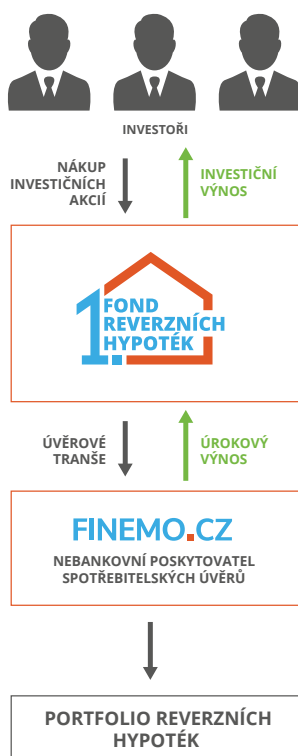 INVESTOŘI
NÁKUP
INVESTIČNÍCH
AKCIÍ
INVESTIČNÍ
VÝNOS
1. FOND
REVERZNÍCH
HYPOTÉK
ÚVĚROVÉ
TRANŠE
ÚROKOVÝ
VÝNOS
FINEMO.CZ
NEBANKOVNÍ POSKYTOVATEL
SPOTŘEBITELSKÝCH ÚVĚRŮ
PORTFOLIO REVERZNÍCH
HYPOTÉK